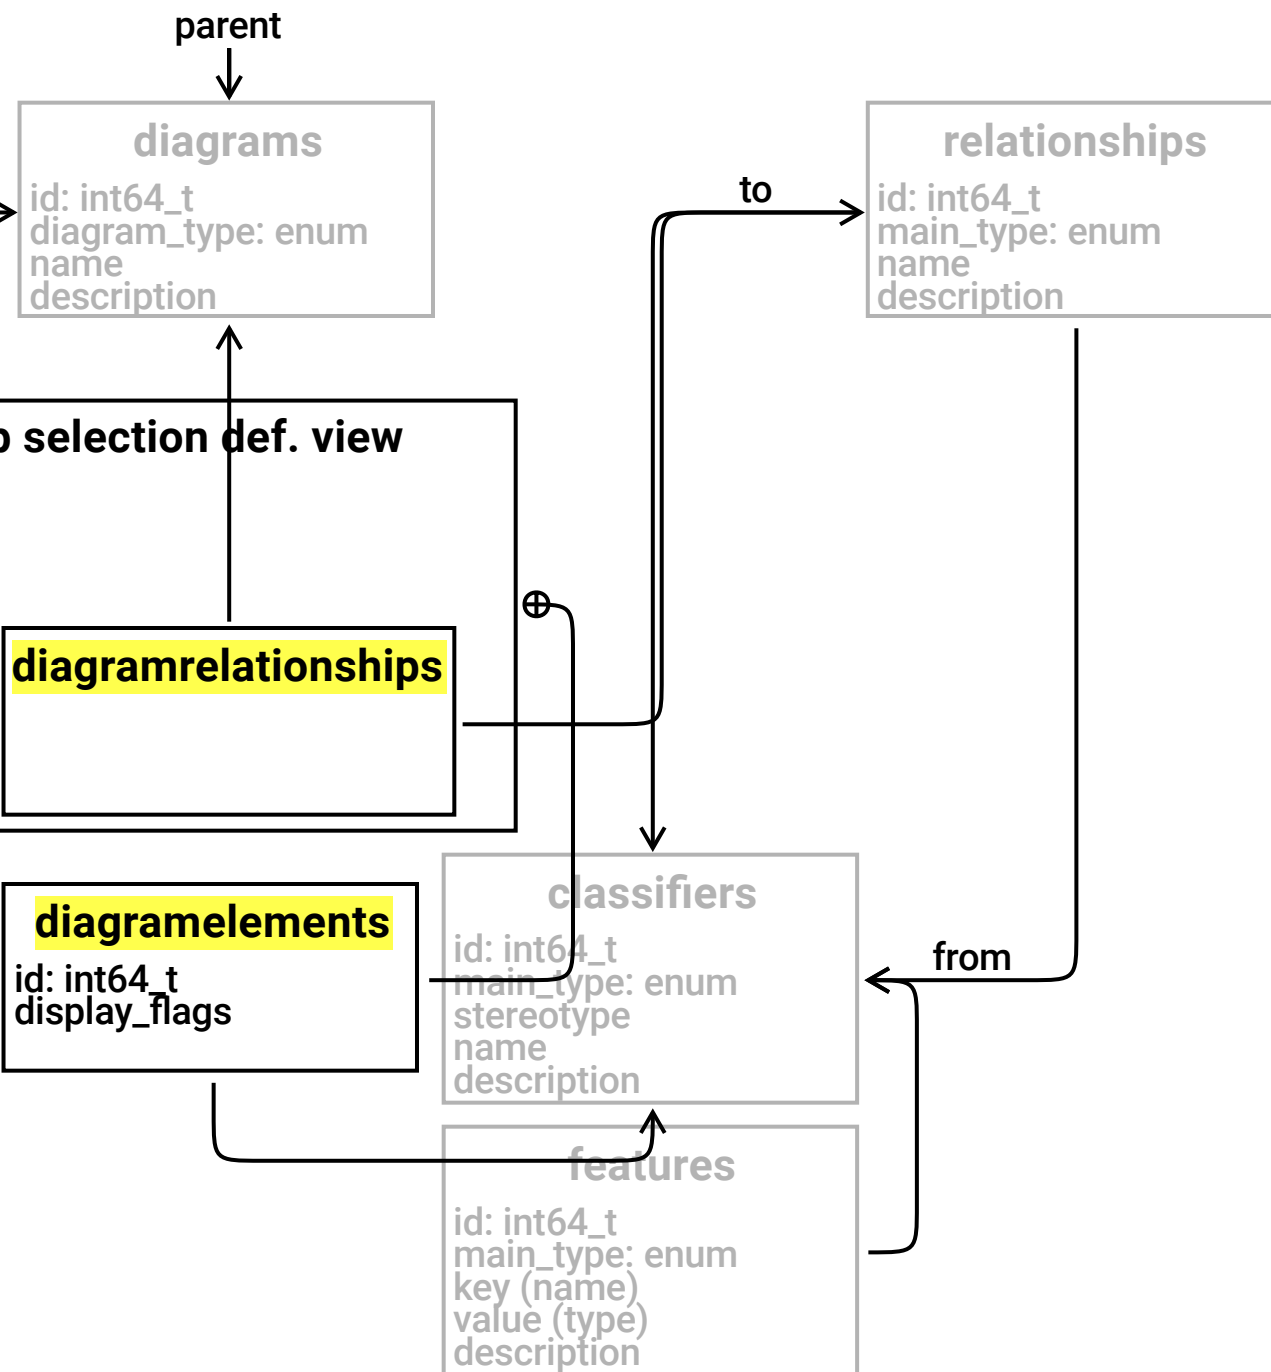 parent
diagrams
id: int64_t
diagram_type: enum
name
description
to
relationships
id: int64_t
main_type: enum
name
description
selection def. view
diagramrelationships
diagramelements
id: int64_t
display_flags
classifiers
id: int64_t
main_type: enum
stereotype
name
description
from
features
id: int64_t
main_type: enum
key (name)
value (type)
description